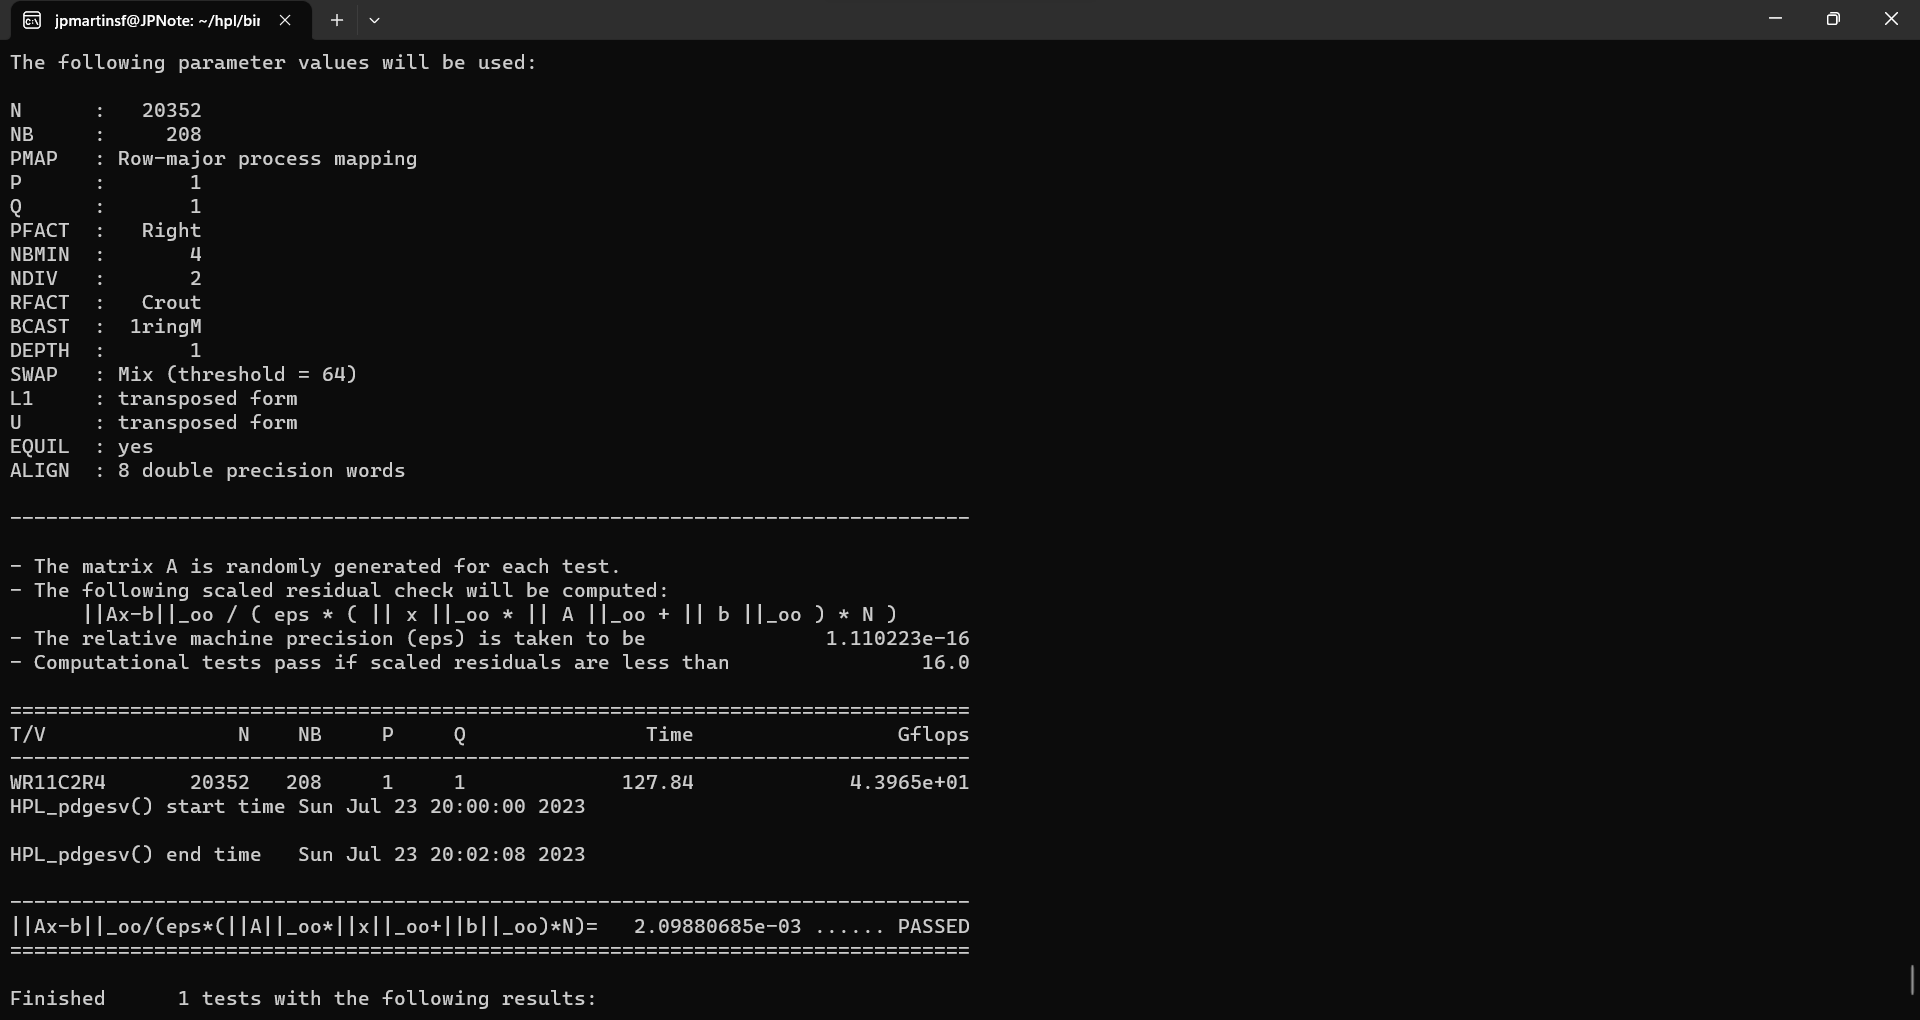 jpmartinsf@JPNote: ~/hpl/bin
The following parameter values will be used:
N      :   20352
NB     :     208
PMAP   : Row-major process mapping
P      :       1
Q      :       1
PFACT  :   Right
NBMIN  :       4
NDIV   :       2
RFACT  :   Crout
BCAST  :  1ringM
DEPTH  :       1
SWAP   : Mix (threshold = 64)
L1     : transposed form
U      : transposed form
EQUIL  : yes
ALIGN  : 8 double precision words
--------------------------------------------------------------------------------
- The matrix A is randomly generated for each test.
- The following scaled residual check will be computed:
      ||Ax-b||_oo / ( eps * ( || x ||_oo * || A ||_oo + || b ||_oo ) * N )
- The relative machine precision (eps) is taken to be               1.110223e-16
- Computational tests pass if scaled residuals are less than                16.0
================================================================================
T/V                N    NB     P     Q               Time                 Gflops
--------------------------------------------------------------------------------
WR11C2R4       20352   208     1     1             127.84             4.3965e+01
HPL_pdgesv() start time Sun Jul 23 20:00:00 2023
HPL_pdgesv() end time   Sun Jul 23 20:02:08 2023
--------------------------------------------------------------------------------
||Ax-b||_oo/(eps*(||A||_oo*||x||_oo+||b||_oo)*N)=   2.09880685e-03 ...... PASSED
================================================================================
Finished      1 tests with the following results: